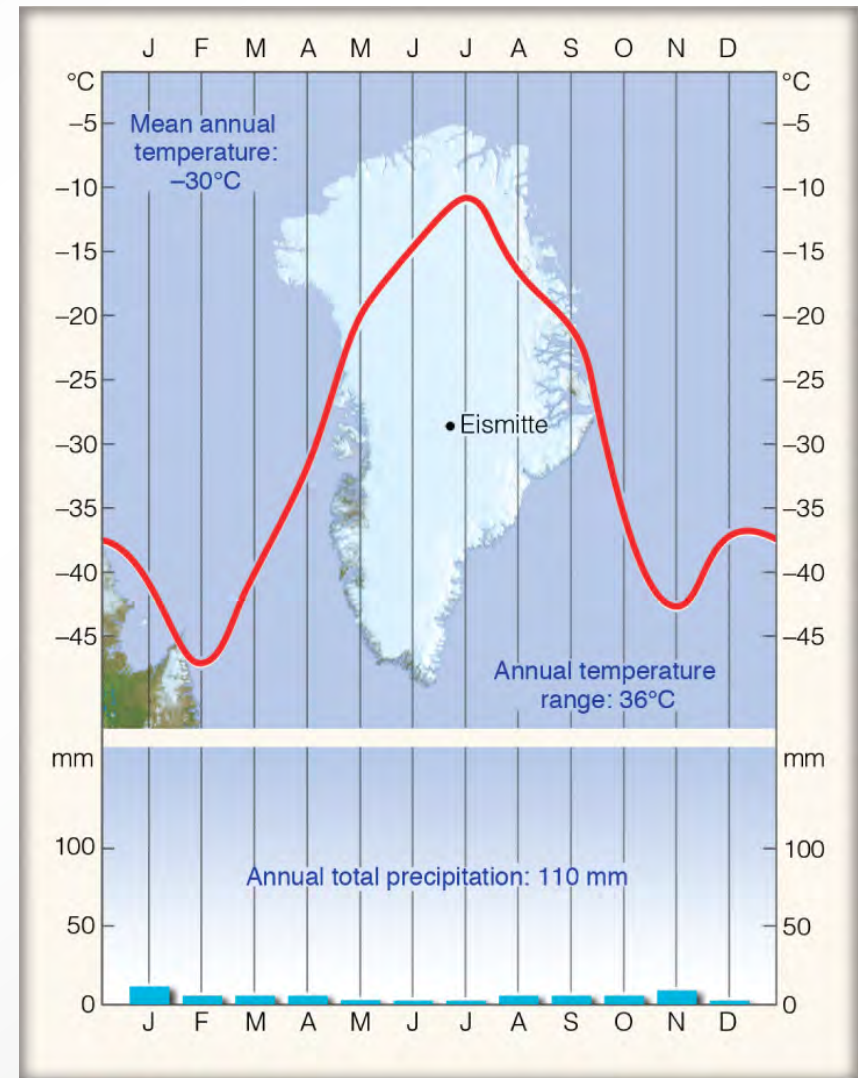 J F M A M J J A S O N D
°C °C
Mean annual
temperature:
–30°C
–5 –5
–10 –10
–15 –15
–20 –20
–25 –25
Eismitte
–30 –30
–35 –35
–40 –40
–45 –45
Annual temperature
range: 36°C
mm mm
100 100
Annual total precipitation: 110 mm
50 50
0 0
J F M A M J J A S O N D